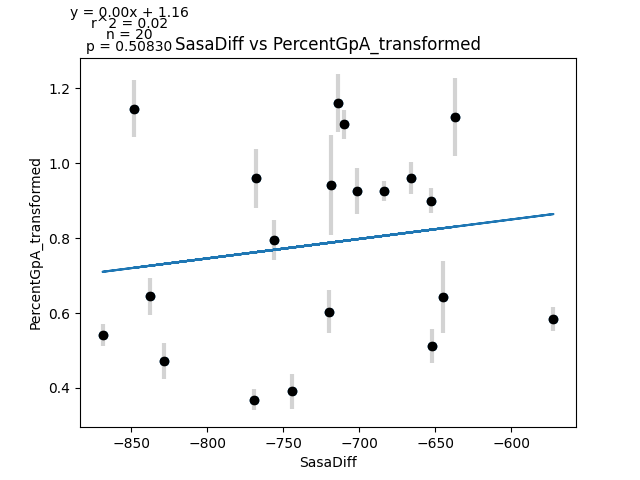 y = 0.00x + 1.16
r^2 = 0.02
n = 20
p = 0.50830
SasaDiff vs PercentGpA_transformed
1.2
1.0
0.8
0.6
0.4
PercentGpA_transformed
−850
−800
−750
−700
−650
−600
SasaDiff